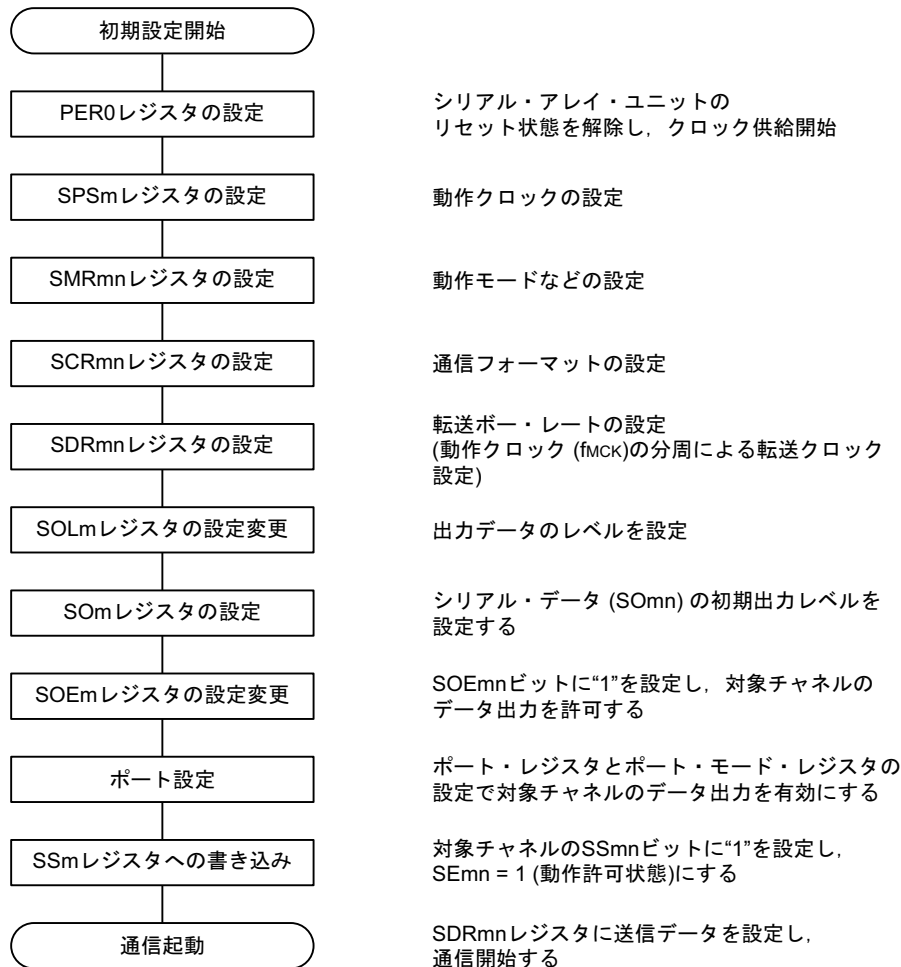 初期設定開始
PER0レジスタの設定
シリアル・アレイ・ユニットの
リセット状態を解除し，クロック供給開始
SPSmレジスタの設定
動作クロックの設定
SMRmnレジスタの設定
動作モードなどの設定
SCRmnレジスタの設定
通信フォーマットの設定
SDRmnレジスタの設定
転送ボー・レートの設定
(動作クロック (fMCK)の分周による転送クロック
設定)
SOLmレジスタの設定変更
出力データのレベルを設定
SOmレジスタの設定
シリアル・データ (SOmn) の初期出力レベルを
設定する
SOEmレジスタの設定変更
SOEmnビットに“1”を設定し，対象チャネルの
データ出力を許可する
ポート設定
ポート・レジスタとポート・モード・レジスタの
設定で対象チャネルのデータ出力を有効にする
SSmレジスタへの書き込み
対象チャネルのSSmnビットに“1”を設定し，
SEmn = 1 (動作許可状態)にする
通信起動
SDRmnレジスタに送信データを設定し，
通信開始する